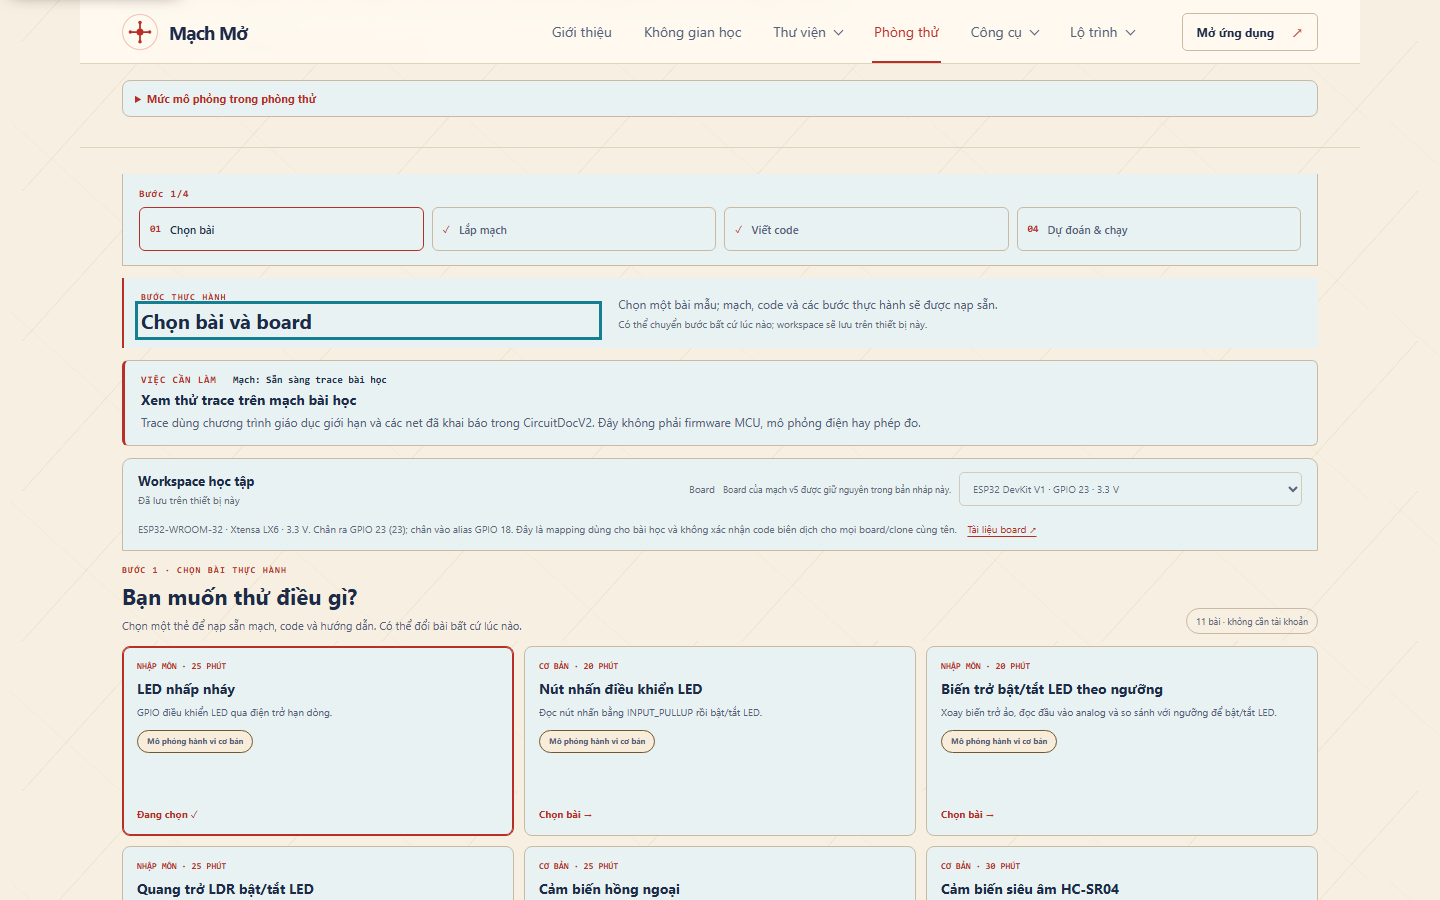 Mạch Mở
Giới thiệu
Không gian học
Thư viện
Phòng thử
Công cụ
Lộ trình
Mở ứng dụng ↗
▶ Mức mô phỏng trong phòng thử
Bước 1/4
01 Chọn bài
✓ Lắp mạch
✓ Viết code
04 Dự đoán & chạy
BƯỚC THỰC HÀNH
Chọn bài và board
Chọn một bài mẫu; mạch, code và các bước thực hành sẽ được nạp sẵn.
Có thể chuyển bước bất cứ lúc nào; workspace sẽ lưu trên thiết bị này.
VIỆC CẦN LÀM Mạch: Sẵn sàng trace bài học
Xem thử trace trên mạch bài học
Trace dùng chương trình giáo dục giới hạn và các net đã khai báo trong CircuitDocV2. Đây không phải firmware MCU, mô phỏng điện hay phép đo.
Workspace học tập
Đã lưu trên thiết bị này
Board Board của mạch v5 được giữ nguyên trong bản nháp này.
ESP32 DevKit V1 · GPIO 23 · 3.3 V
ESP32-WROOM-32 · Xtensa LX6 · 3.3 V. Chân ra GPIO 23 (23); chân vào alias GPIO 18. Đây là mapping dùng cho bài học và không xác nhận code biên dịch cho mọi board/clone cùng tên. Tài liệu board ↗
BƯỚC 1 · CHỌN BÀI THỰC HÀNH
Bạn muốn thử điều gì?
Chọn một thẻ để nạp sẵn mạch, code và hướng dẫn. Có thể đổi bài bất cứ lúc nào.
11 bài · không cần tài khoản
NHẬP MÔN · 25 PHÚT
LED nhấp nháy
GPIO điều khiển LED qua điện trở hạn dòng.
Mô phỏng hành vi cơ bản
Đang chọn ✓
CƠ BẢN · 20 PHÚT
Nút nhấn điều khiển LED
Đọc nút nhấn bằng INPUT_PULLUP rồi bật/tắt LED.
Mô phỏng hành vi cơ bản
Chọn bài →
NHẬP MÔN · 20 PHÚT
Biến trở bật/tắt LED theo ngưỡng
Xoay biến trở ảo, đọc đầu vào analog và so sánh với ngưỡng để bật/tắt LED.
Mô phỏng hành vi cơ bản
Chọn bài →
NHẬP MÔN · 25 PHÚT
Quang trở LDR bật/tắt LED
CƠ BẢN · 25 PHÚT
Cảm biến hồng ngoại
CƠ BẢN · 30 PHÚT
Cảm biến siêu âm HC-SR04